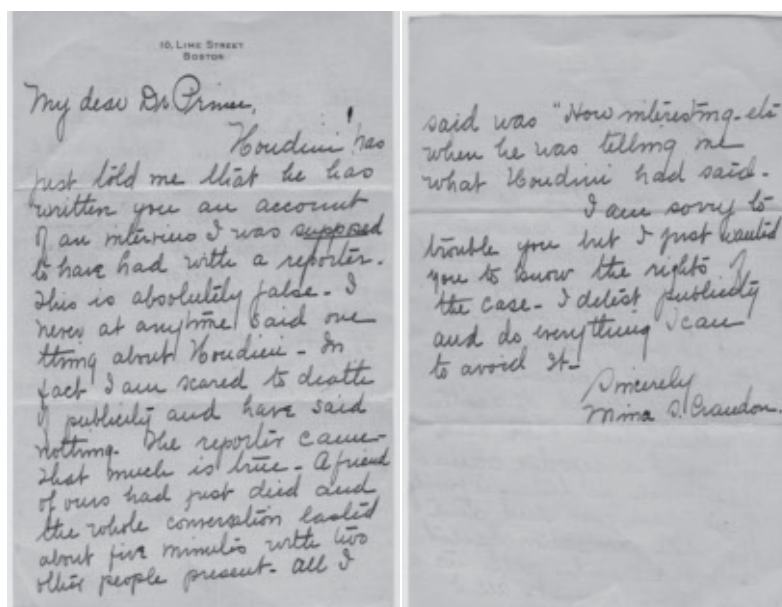 10, LIME STREET
BOSTON
My dear Dr Prince,
Houdini has
just told me that he has
written you an account
of an interview I was supposed
to have had with a reporter.
This is absolutely false - I
never at anytime said one
thing about Houdini - In
fact I am scared to death
of publicity and have said
nothing. The reporter came -
that much is true - A friend
of ours had just died and
the whole conversation lasted
about five minutes with two
other people present - all I
said was "How interesting - etc
when he was telling me
what Houdini had said -
I am sorry to
trouble you but I just wanted
you to know the rights of
the case - I detest publicity
and do everything I can
to avoid it -
Sincerely
Mina S. Crandon.